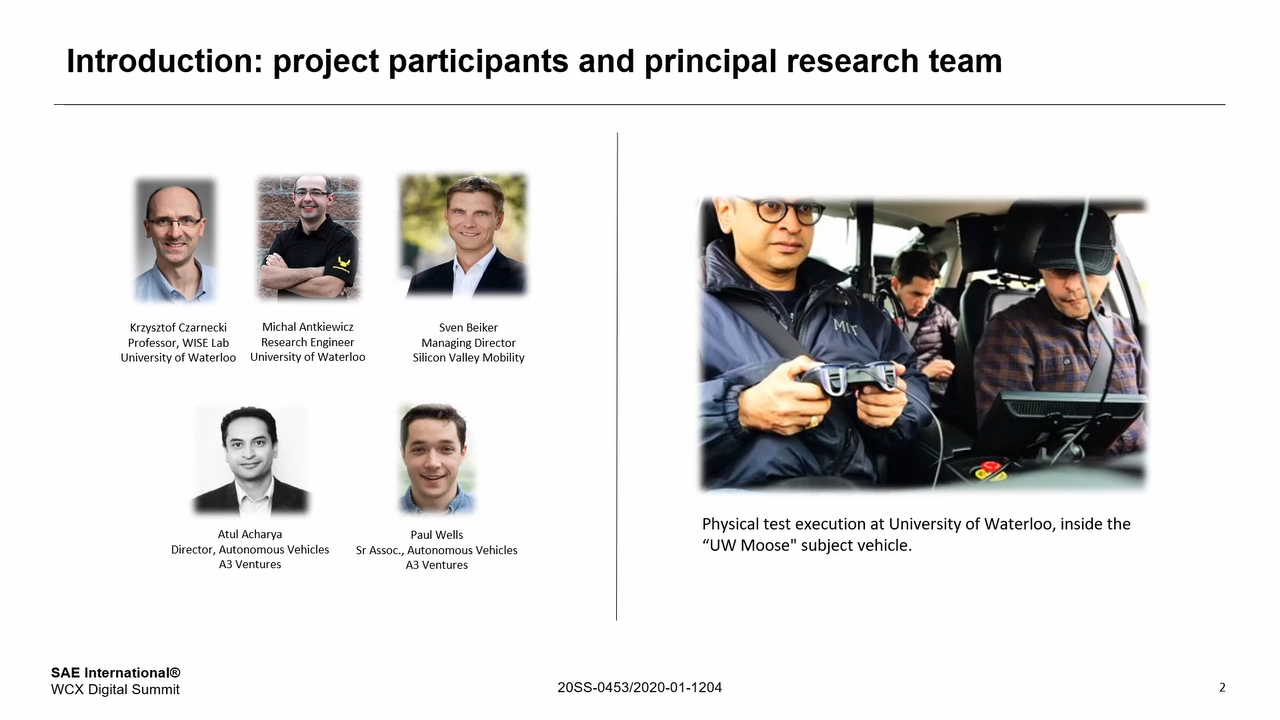 Introduction: project participants and principal research team
Krzysztof Czarnecki
Professor, WISE Lab
University of Waterloo
Michal Antkiewicz
Research Engineer
University of Waterloo
Sven Beiker
Managing Director
Silicon Valley Mobility
Atul Acharya
Director, Autonomous Vehicles
A3 Ventures
Paul Wells
Sr Assoc., Autonomous Vehicles
A3 Ventures
MIT
Physical test execution at University of Waterloo, inside the
“UW Moose" subject vehicle.
SAE International®
WCX Digital Summit
20SS-0453/2020-01-1204
2